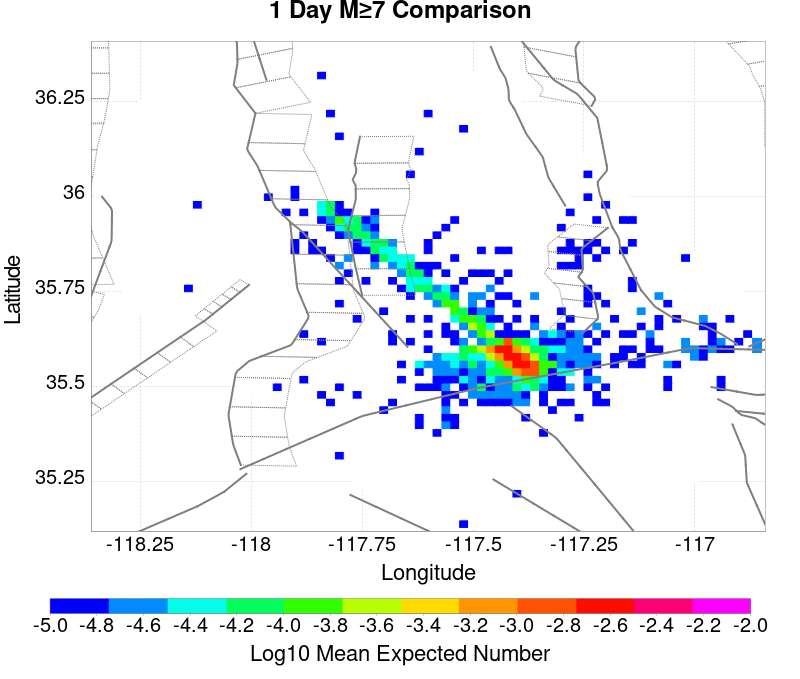 1 Day M≥7 Comparison
36.25
36
35.75
35.5
35.25
Latitude
-118.25 -118 -117.75 -117.5 -117.25 -117
Longitude
-5.0 -4.8 -4.6 -4.4 -4.2 -4.0 -3.8 -3.6 -3.4 -3.2 -3.0 -2.8 -2.6 -2.4 -2.2 -2.0
Log10 Mean Expected Number